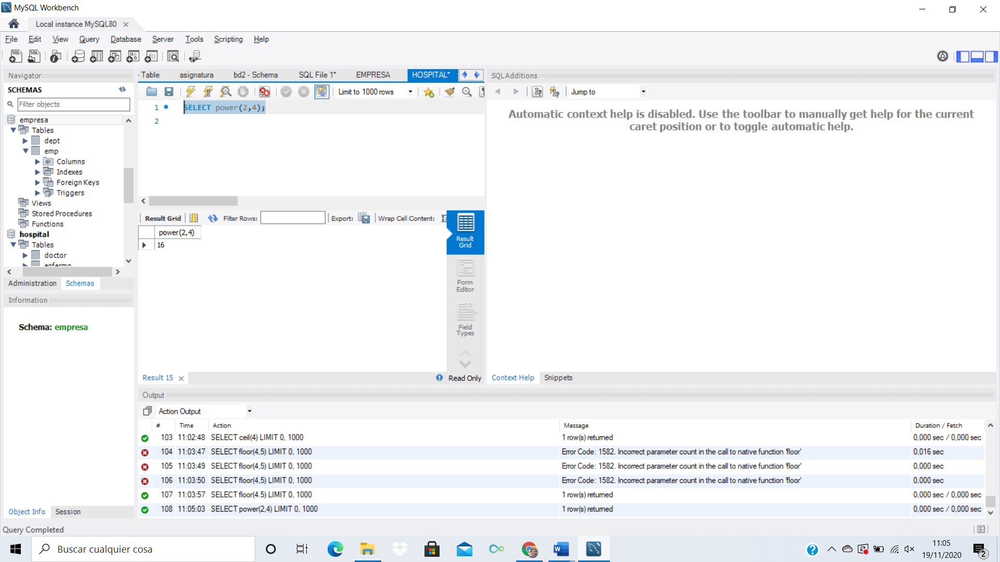 MySQL Workbench
Local instance MySQL80
File Edit View Query Database Server Tools Scripting Help
Navigator
SCHEMAS
Filter objects
empresa
Tables
dept
emp
Columns
Indexes
Foreign Keys
Triggers
Views
Stored Procedures
Functions
hospital
Tables
doctor
enfermo
Administration Schemas
Information
Schema: empresa
Object Info Session
Query Completed
- Table asignatura bd2 - Schema SQL File 1* EMPRESA HOSPITAL*
Limit to 1000 rows
1 SELECT power(2,4);
2
Result Grid Filter Rows: Export: Wrap Cell Content:
power(2,4)
16
Result Grid
Form Editor
Field Types
Result 15 Read Only
SQLAdditions
Jump to
Automatic context help is disabled. Use the toolbar to manually get help for the current
caret position or to toggle automatic help.
Context Help Snippets
Output
Action Output
# Time Action Message Duration / Fetch
103 11:02:48 SELECT ceil(4) LIMIT 0, 1000 1 row(s) returned 0,000 sec / 0,000 sec
104 11:03:47 SELECT floor(4,5) LIMIT 0, 1000 Error Code: 1582. Incorrect parameter count in the call to native function 'floor' 0,016 sec
105 11:03:49 SELECT floor(4,5) LIMIT 0, 1000 Error Code: 1582. Incorrect parameter count in the call to native function 'floor' 0,000 sec
106 11:03:50 SELECT floor(4,5) LIMIT 0, 1000 Error Code: 1582. Incorrect parameter count in the call to native function 'floor' 0,000 sec
107 11:03:57 SELECT floor(4.5) LIMIT 0, 1000 1 row(s) returned 0,000 sec / 0,000 sec
108 11:05:03 SELECT power(2,4) LIMIT 0, 1000 1 row(s) returned 0,000 sec / 0,000 sec
Buscar cualquier cosa
11:05
19/11/2020
2